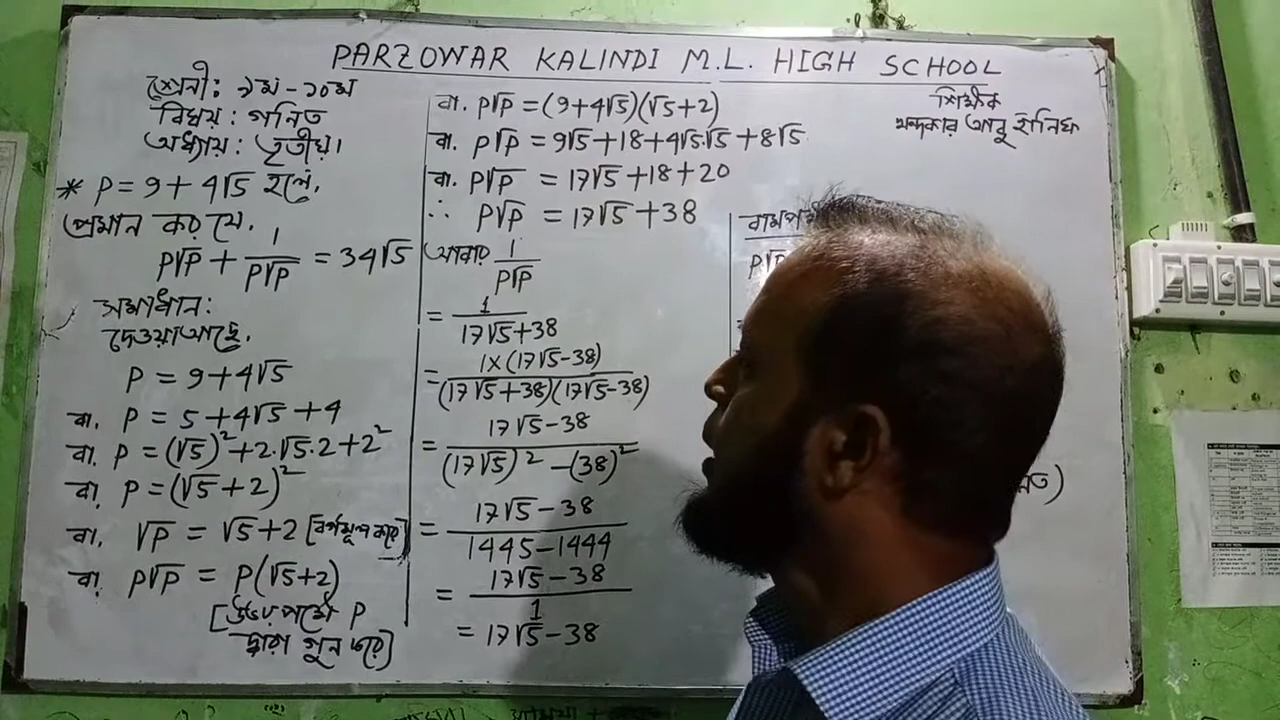 PARZOWAR KALINDI M.L. HIGH SCHOOL
শ্রেনী: ৯ম - ১০ম
বিষয়: গনিত
অধ্যায়: তৃতীয়।
* P = 9 + 4√5 হলে,
প্রমান কর যে,
P√P + 1/P√P = 34√5
সমাধান:
দেওয়া আছে,
P = 9 + 4√5
বা, P = 5 + 4√5 + 4
বা, P = (√5)² + 2.√5.2 + 2²
বা, P = (√5 + 2)²
বা, √P = √5 + 2 [বর্গমূল করে]
বা, P√P = P(√5+2)
[উভয় পক্ষে P
দ্বারা গুন করে]
বা, P√P = (9+4√5)(√5+2)
বা, P√P = 9√5 + 18 + 4√5.√5 + 8√5
বা, P√P = 17√5 + 18 + 20
∴ P√P = 17√5 + 38
আবার 1/P√P
= 1/17√5+38
= 1×(17√5-38)/(17√5+38)(17√5-38)
= 17√5-38/(17√5)² - (38)²
= 17√5 - 38/1445 - 1444
= 17√5 - 38/1
= 17√5 - 38
শিক্ষক
খন্দকার আবু হানিফ
P√P